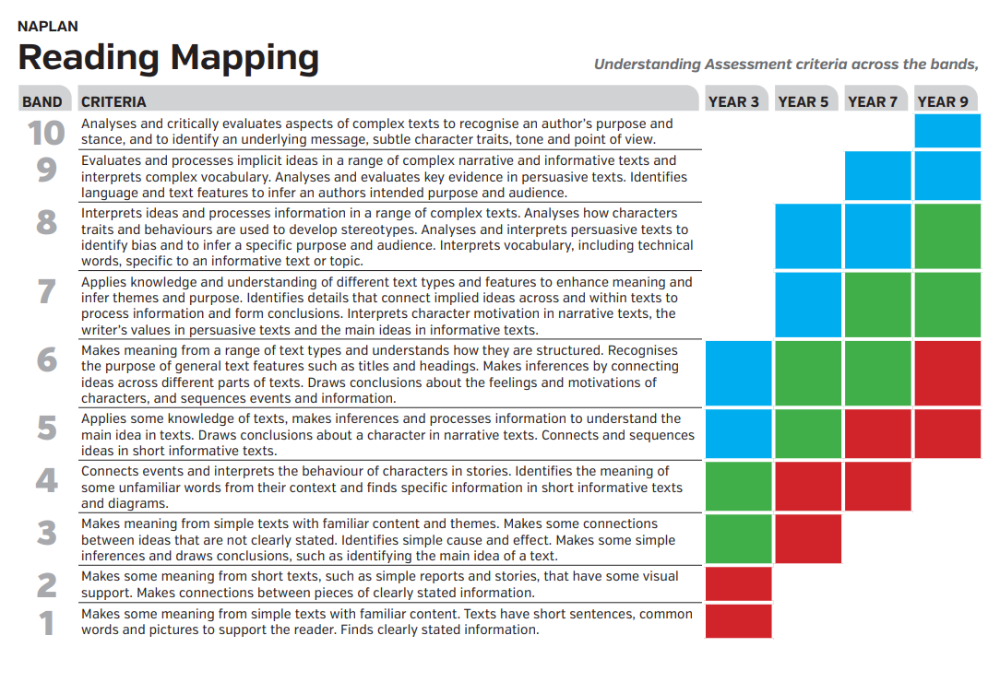 NAPLAN
Reading Mapping
Understanding Assessment criteria across the bands,
BAND CRITERIA YEAR 3 YEAR 5 YEAR 7 YEAR 9
10
Analyses and critically evaluates aspects of complex texts to recognise an author's purpose and
stance, and to identify an underlying message, subtle character traits, tone and point of view.
9
Evaluates and processes implicit ideas in a range of complex narrative and informative texts and
interprets complex vocabulary. Analyses and evaluates key evidence in persuasive texts. Identifies
language and text features to infer an authors intended purpose and audience.
8
Interprets ideas and processes information in a range of complex texts. Analyses how characters
traits and behaviours are used to develop stereotypes. Analyses and interprets persuasive texts to
identify bias and to infer a specific purpose and audience. Interprets vocabulary, including technical
words, specific to an informative text or topic.
7
Applies knowledge and understanding of different text types and features to enhance meaning and
infer themes and purpose. Identifies details that connect implied ideas across and within texts to
process information and form conclusions. Interprets character motivation in narrative texts, the
writer's values in persuasive texts and the main ideas in informative texts.
6
Makes meaning from a range of text types and understands how they are structured. Recognises
the purpose of general text features such as titles and headings. Makes inferences by connecting
ideas across different parts of texts. Draws conclusions about the feelings and motivations of
characters, and sequences events and information.
5
Applies some knowledge of texts, makes inferences and processes information to understand the
main idea in texts. Draws conclusions about a character in narrative texts. Connects and sequences
ideas in short informative texts.
4
Connects events and interprets the behaviour of characters in stories. Identifies the meaning of
some unfamiliar words from their context and finds specific information in short informative texts
and diagrams.
3
Makes meaning from simple texts with familiar content and themes. Makes some connections
between ideas that are not clearly stated. Identifies simple cause and effect. Makes some simple
inferences and draws conclusions, such as identifying the main idea of a text.
2
Makes some meaning from short texts, such as simple reports and stories, that have some visual
support. Makes connections between pieces of clearly stated information.
1
Makes some meaning from simple texts with familiar content. Texts have short sentences, common
words and pictures to support the reader. Finds clearly stated information.